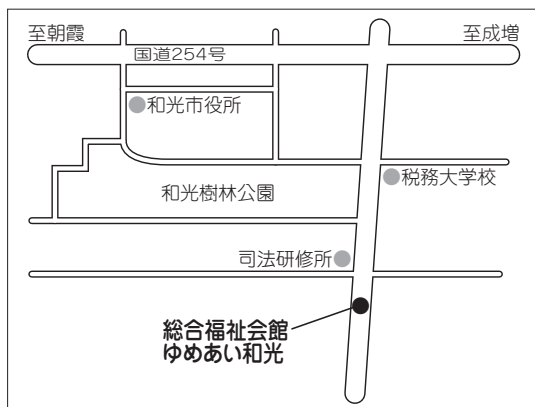 至朝霞
至成増
国道254号
和光市役所
税務大学校
和光樹林公園
司法研修所
総合福祉会館
ゆめあい和光